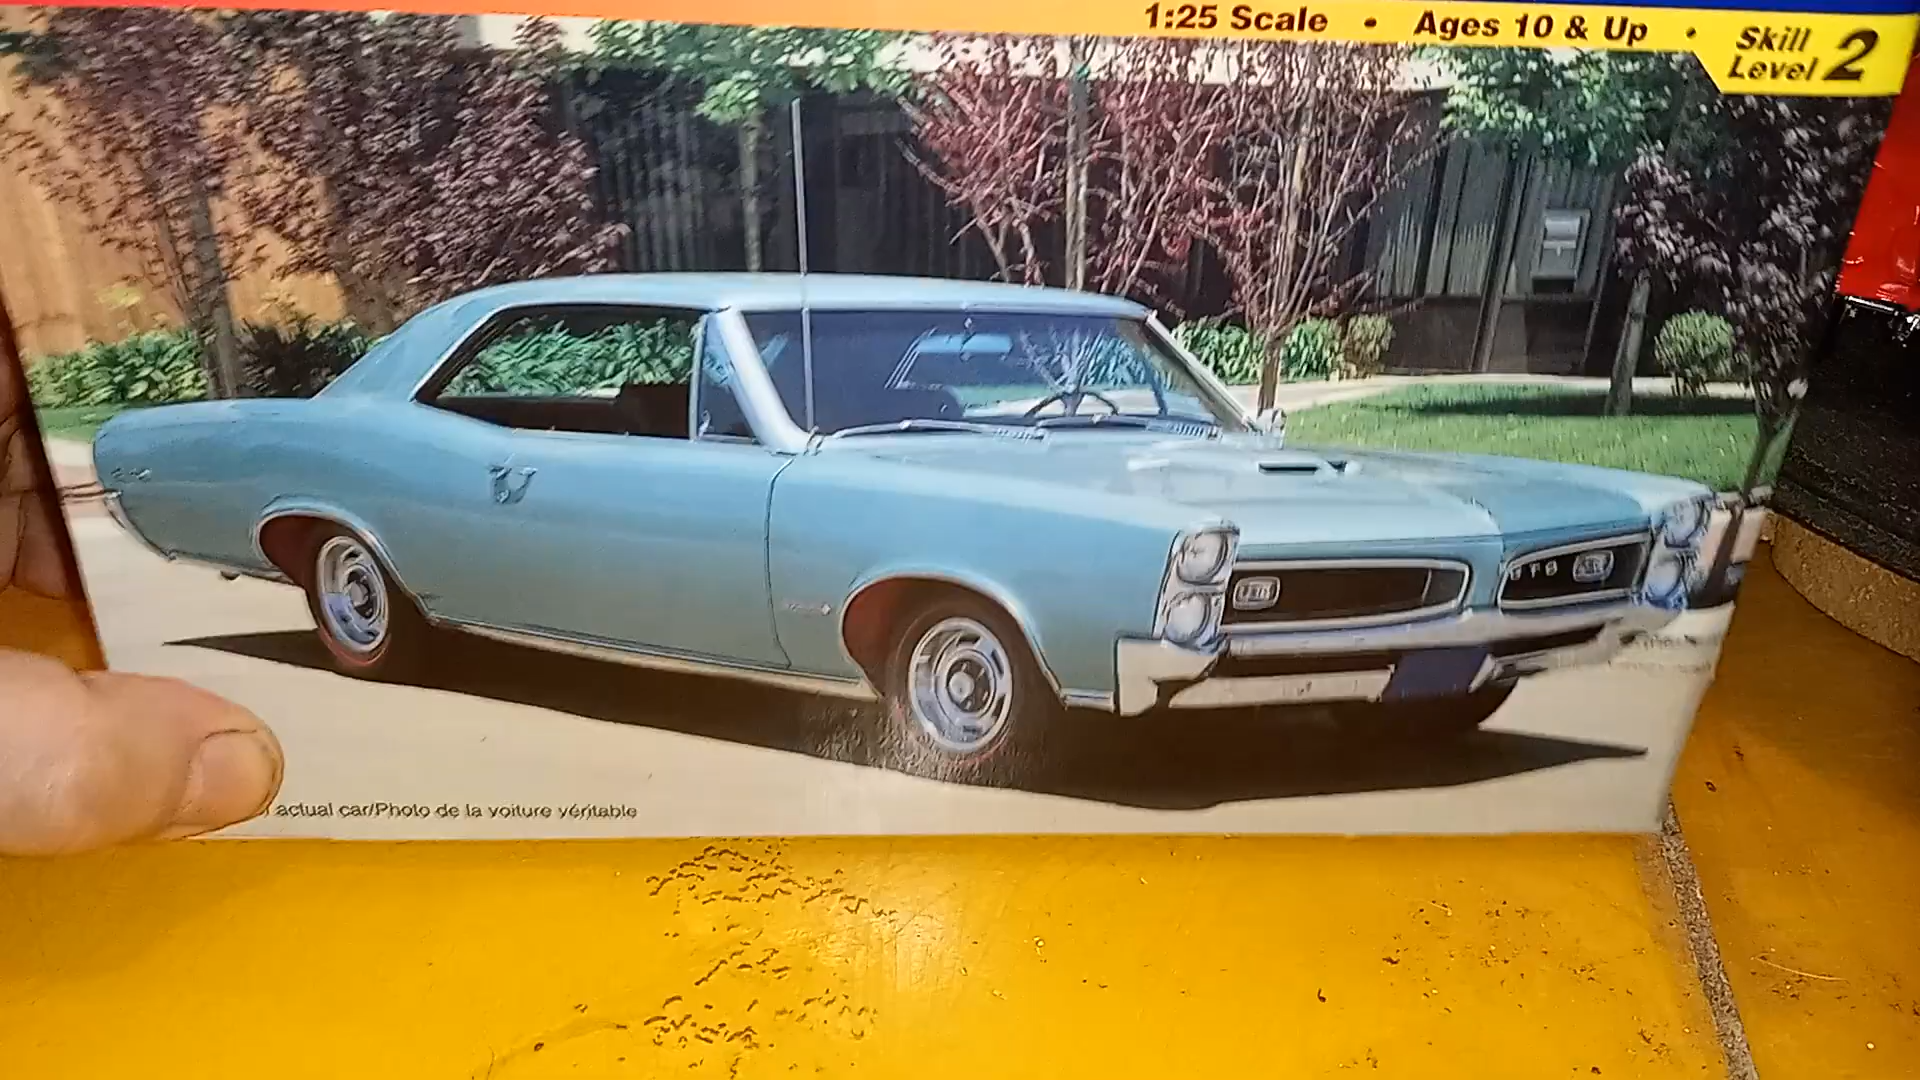 1:25 Scale • Ages 10 & Up • Skill Level 2
actual car/Photo de la voiture véritable